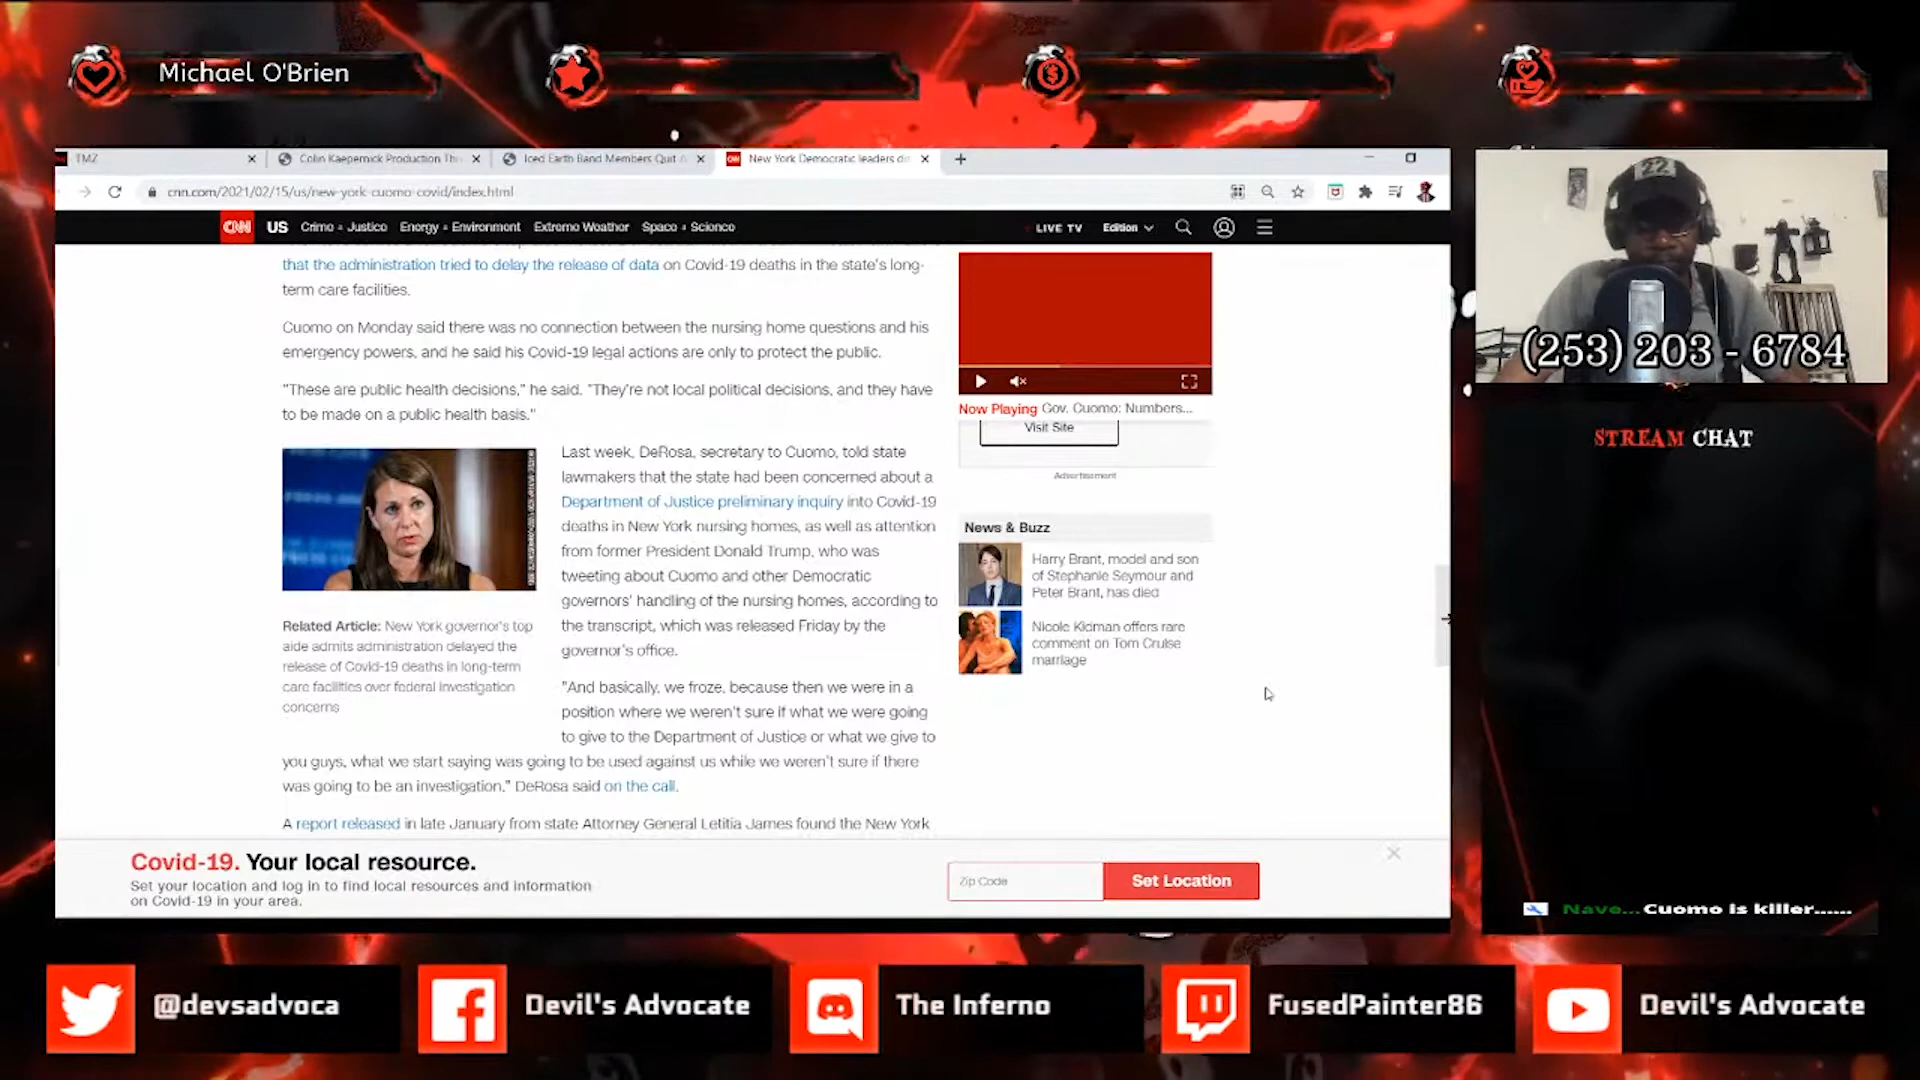 Michael O'Brien
TMZ
Colin Kaepernick Production Thr
Iced Earth Band Members Quit A
New York Democratic leaders di
cnn.com/2021/02/15/us/new-york-cuomo-covid/index.html
CNN US Crime + Justice Energy + Environment Extreme Weather Space + Science
LIVE TV Edition
that the administration tried to delay the release of data on Covid-19 deaths in the state's long-
term care facilities.
Cuomo on Monday said there was no connection between the nursing home questions and his
emergency powers, and he said his Covid-19 legal actions are only to protect the public.
"These are public health decisions," he said. "They're not local political decisions, and they have
to be made on a public health basis."
Last week, DeRosa, secretary to Cuomo, told state
lawmakers that the state had been concerned about a
Department of Justice preliminary inquiry into Covid-19
deaths in New York nursing homes, as well as attention
from former President Donald Trump, who was
tweeting about Cuomo and other Democratic
governors' handling of the nursing homes, according to
the transcript, which was released Friday by the
governor's office.
Related Article: New York governor's top
aide admits administration delayed the
release of Covid-19 deaths in long-term
care facilities over federal investigation
concerns
"And basically, we froze, because then we were in a
position where we weren't sure if what we were going
to give to the Department of Justice or what we give to
you guys, what we start saying was going to be used against us while we weren't sure if there
was going to be an investigation." DeRosa said on the call.
A report released in late January from state Attorney General Letitia James found the New York
Now Playing Gov. Cuomo: Numbers...
Visit Site
Advertisement
News & Buzz
Harry Brant, model and son
of Stephanie Seymour and
Peter Brant, has died
Nicole Kidman offers rare
comment on Tom Cruise
marriage
Covid-19. Your local resource.
Set your location and log in to find local resources and information
on Covid-19 in your area.
Zip Code
Set Location
22
(253) 203 - 6784
STREAM CHAT
Nave... Cuomo is killer......
@devsadvoca
Devil's Advocate
The Inferno
FusedPainter86
Devil's Advocate